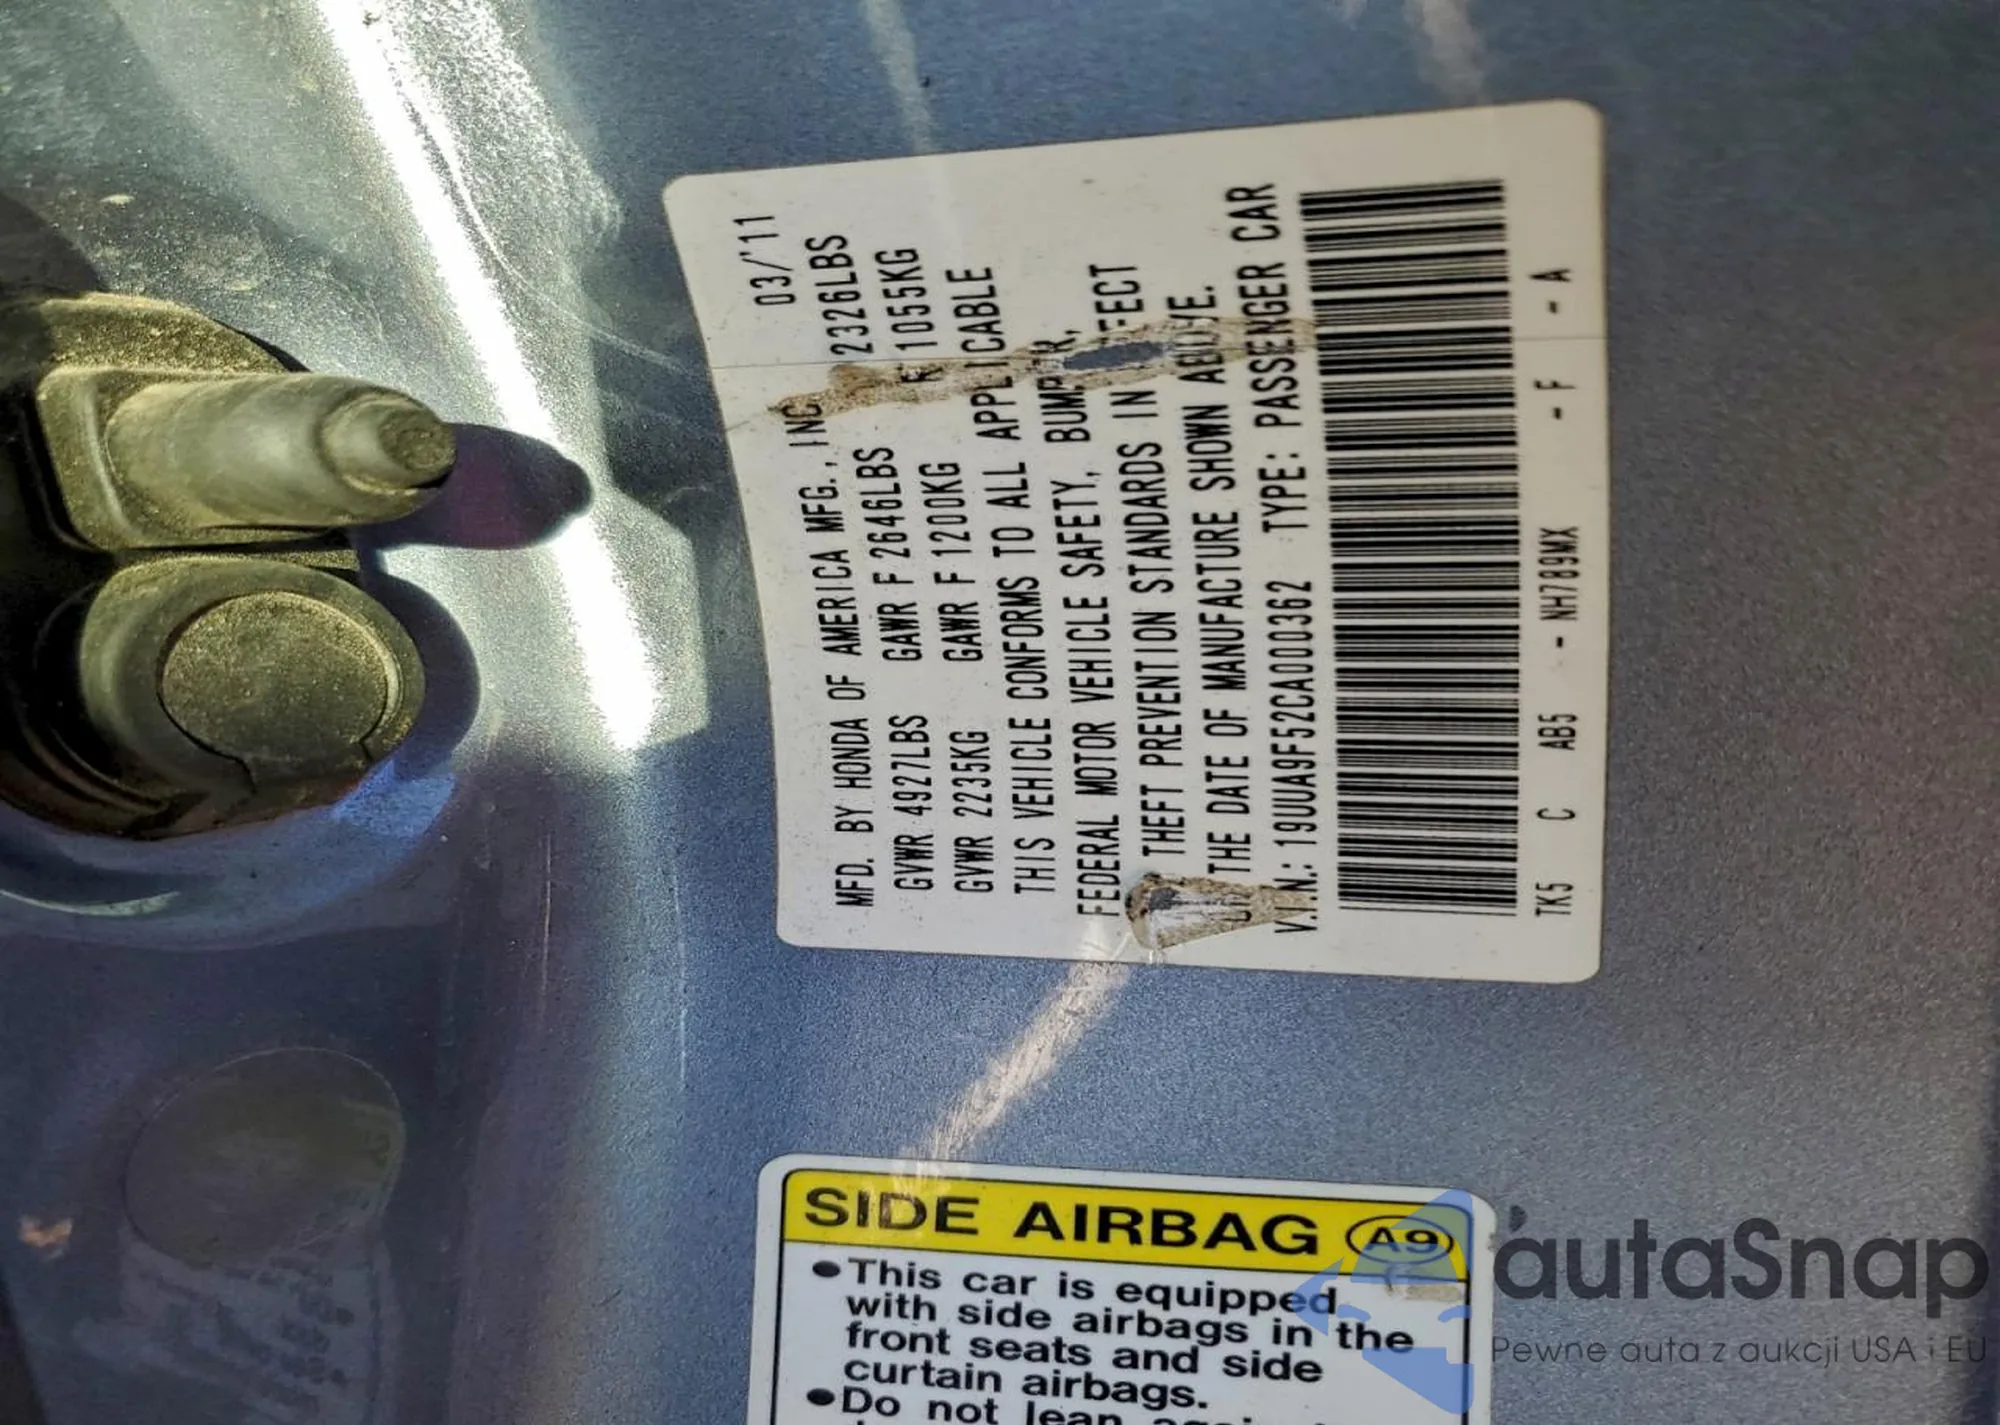 03/'11
MFD. BY HONDA OF AMERICA MFG., INC.
GVWR 4927LBS GAWR F 2646LBS 2326LBS
GVWR 2235KG GAWR F 1200KG R 1055KG
THIS VEHICLE CONFORMS TO ALL APPLICABLE
FEDERAL MOTOR VEHICLE SAFETY, BUMPER,
THEFT PREVENTION STANDARDS IN EFFECT
ON THE DATE OF MANUFACTURE SHOWN ABOVE.
V.I.N.: 19UUA9F52CA000362 TYPE: PASSENGER CAR
TK5 C AB5 - NH789MX - F - A
SIDE AIRBAG A9
•This car is equipped
with side airbags in the
front seats and side
curtain airbags.
•Do not lean
autaSnap
Pewne auta z aukcji USA i EU